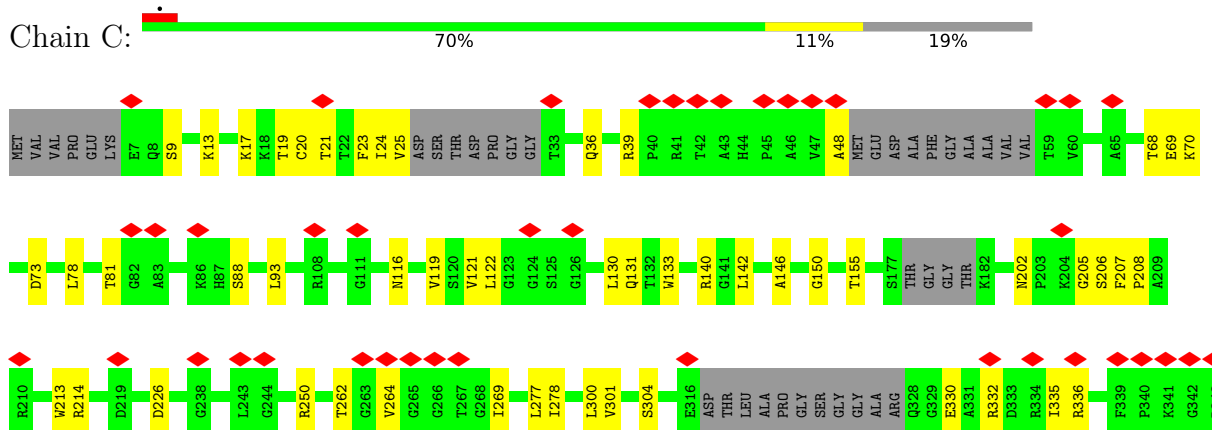 Chain C:
70% 11% 19%
MET VAL VAL PRO GLU LYS E7 Q8 S9 K13 K17 K18 T19 C20 T21 T22 F23 I24 V25 ASP SER THR ASP PRO GLY GLY T33 Q36 R39 P40 R41 T42 A43 H44 P45 A46 V47 A48 MET GLU ASP ALA PHE GLY ALA ALA VAL VAL T59 V60 A65 T68 E69 K70
D73 L78 T81 G82 A83 K86 H87 S88 L93 R108 G111 N116 V119 S120 V121 L122 G123 G124 S125 G126 L130 Q131 T132 W133 R140 G141 L142 A146 G150 T155 S177 THR GLY GLY THR K182 N202 P203 K204 G205 S206 F207 P208 A209
R210 W213 R214 D219 D226 G238 L243 G244 R250 T262 G263 V264 G265 G266 T267 G268 I269 L277 I278 L300 V301 S304 E316 ASP THR LEU ALA PRO GLY SER GLY GLY ALA ARG Q328 G329 E330 A331 R332 D333 R334 I335 R336 F339 P340 K341 G342